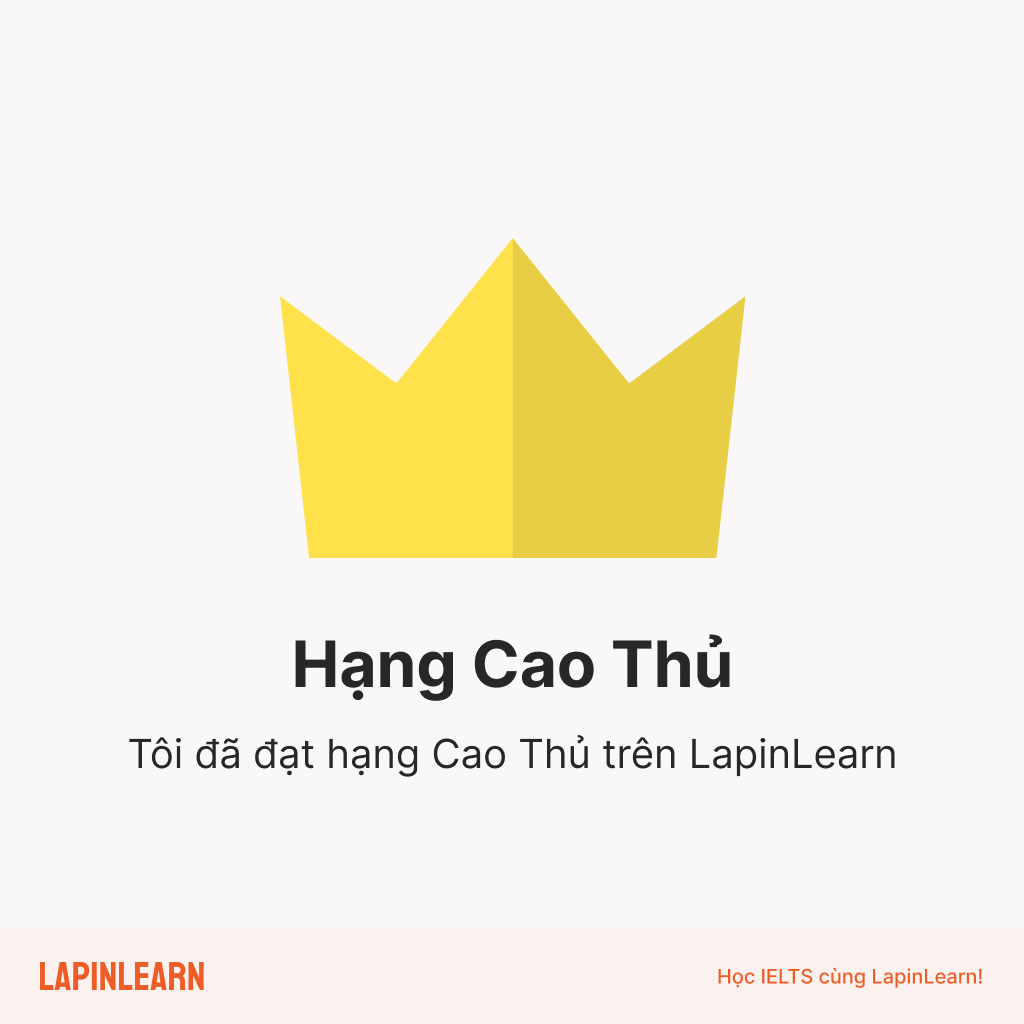 Hạng Cao Thủ
Tôi đã đạt hạng Cao Thủ trên LapinLearn
LAPINLEARN
Học IELTS cùng LapinLearn!